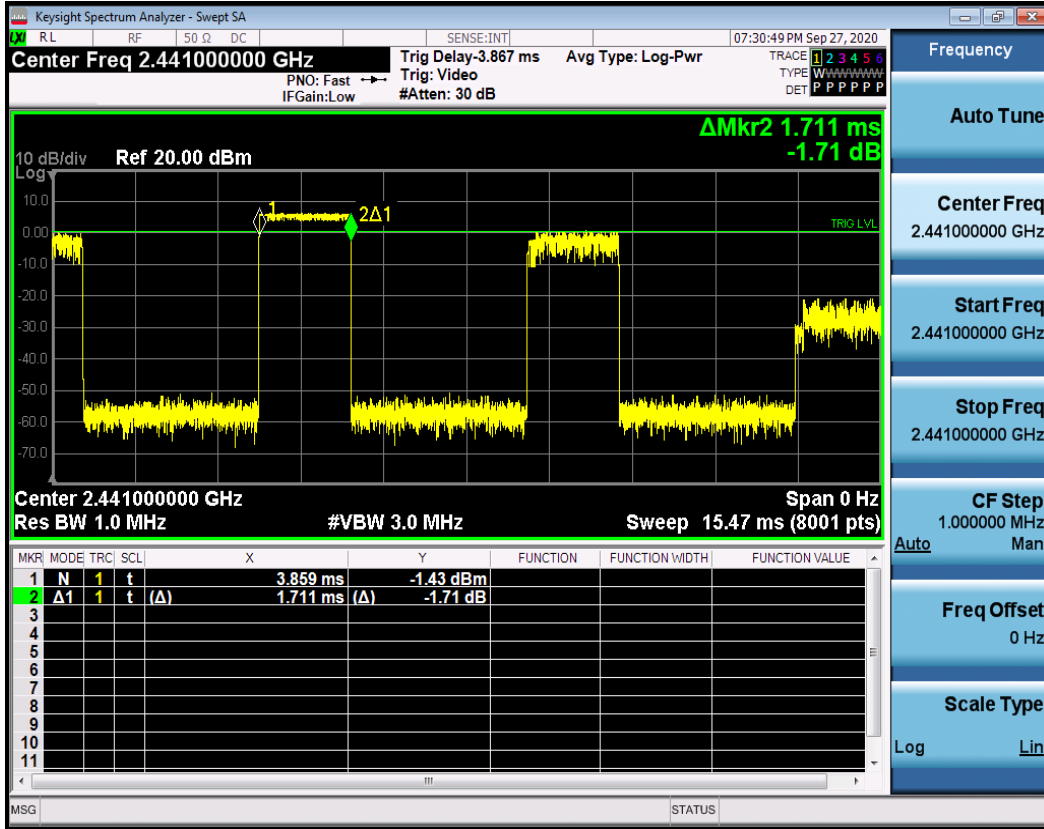 Keysight Spectrum Analyzer - Swept SA
LXI RL RF 50 Ω DC SENSE:INT 07:30:49 PM Sep 27, 2020
Center Freq 2.441000000 GHz
Trig Delay-3.867 ms Avg Type: Log-Pwr TRACE 1 2 3 4 5 6
PNO: Fast Trig: Video TYPE WWWWWWW
IFGain:Low #Atten: 30 dB DET P P P P P P
ΔMkr2 1.711 ms
-1.71 dB
10 dB/div Ref 20.00 dBm
Log
10.0
0.00
-10.0
-20.0
-30.0
-40.0
-50.0
-60.0
-70.0
1
2Δ1
TRIG LVL
Center 2.441000000 GHz Span 0 Hz
Res BW 1.0 MHz #VBW 3.0 MHz Sweep 15.47 ms (8001 pts)
MKR MODE TRC SCL X Y FUNCTION FUNCTION WIDTH FUNCTION VALUE
1 N 1 t 3.859 ms -1.43 dBm
2 Δ1 1 t (Δ) 1.711 ms (Δ) -1.71 dB
3
4
5
6
7
8
9
10
11
MSG STATUS
Frequency
Auto Tune
Center Freq
2.441000000 GHz
Start Freq
2.441000000 GHz
Stop Freq
2.441000000 GHz
CF Step
1.000000 MHz
Auto Man
Freq Offset
0 Hz
Scale Type
Log Lin